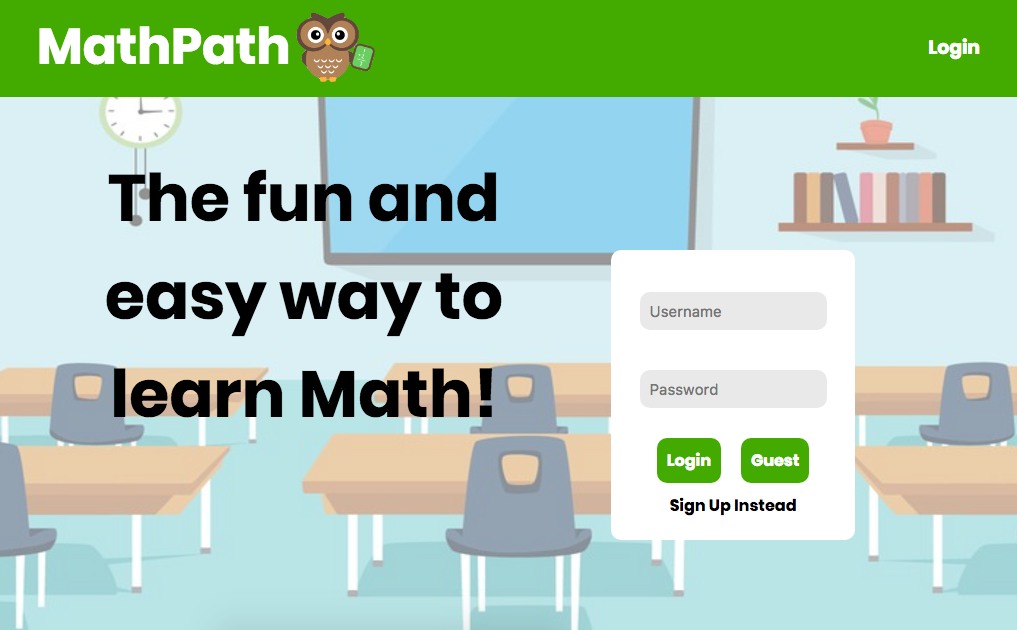 MathPath
Login
The fun and
easy way to
learn Math!
Username
Password
Login Guest
Sign Up Instead